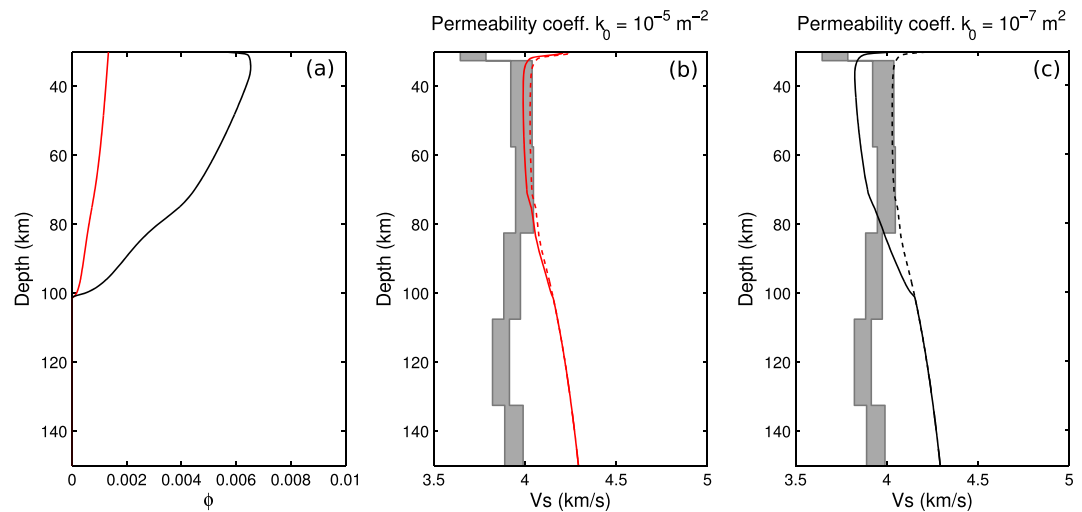 Permeability coeff. k₀ = 10⁻⁵ m⁻²
Permeability coeff. k₀ = 10⁻⁷ m²
(a)
(b)
(c)
40
60
80
100
120
140
Depth (km)
0
0.002
0.004
0.006
0.008
0.01
ϕ
40
60
80
100
120
140
Depth (km)
3.5
4
4.5
5
Vs (km/s)
40
60
80
100
120
140
Depth (km)
3.5
4
4.5
5
Vs (km/s)